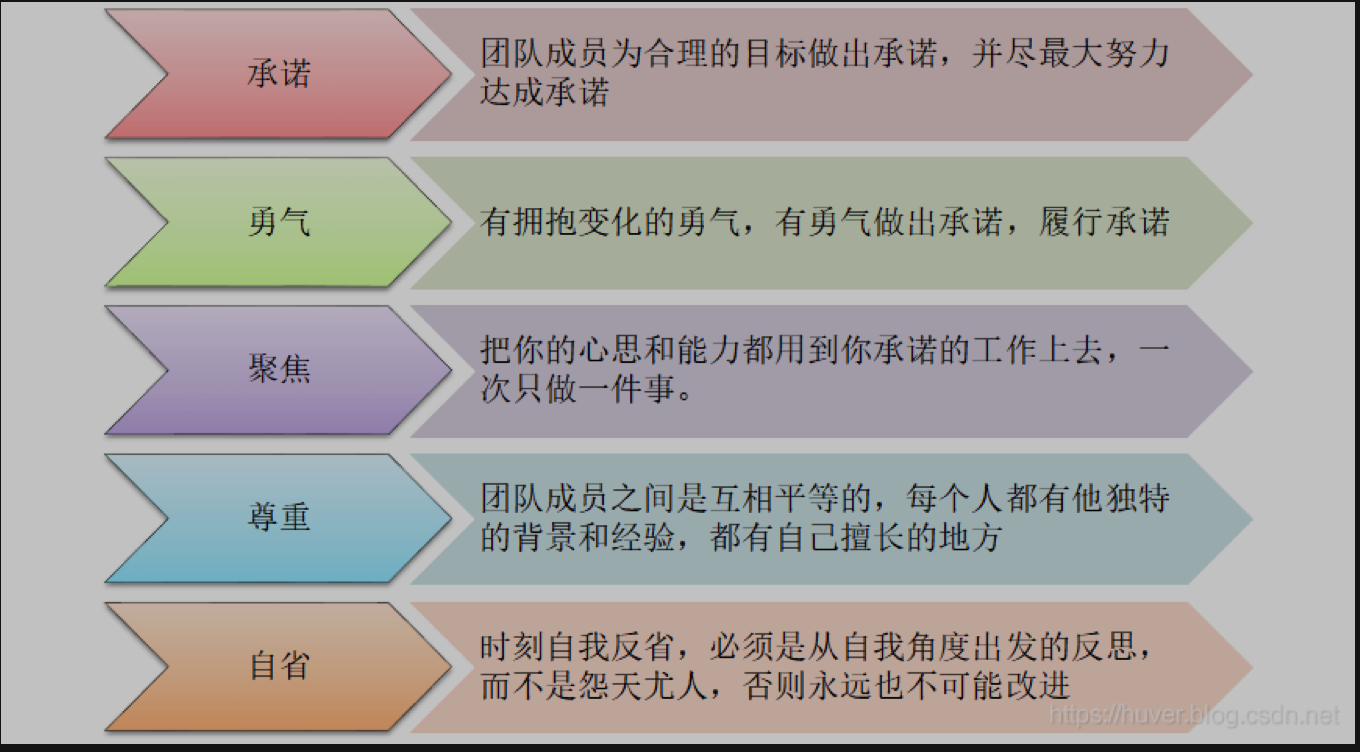 承诺
团队成员为合理的目标做出承诺，并尽最大努力
达成承诺
勇气
有拥抱变化的勇气，有勇气做出承诺，履行承诺
聚焦
把你的心思和能力都用到你承诺的工作上去，一
次只做一件事。
尊重
团队成员之间是互相平等的，每个人都有他独特
的背景和经验，都有自己擅长的地方
自省
时刻自我反省，必须是从自我角度出发的反思，
而不是怨天尤人，否则永远也不可能改进
https://huver.blog.csdn.net